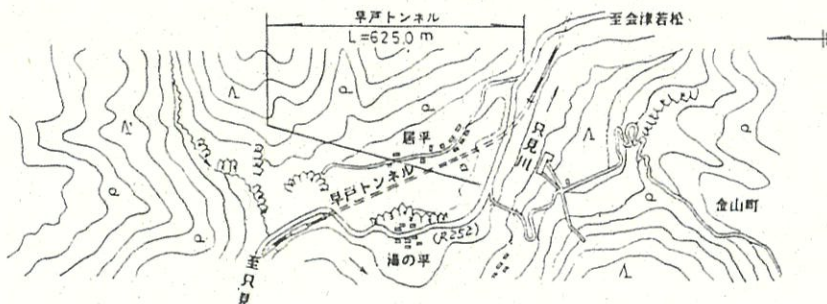 早戸トンネル
L=625.0 m
至会津若松
居平
只見川
早戸トンネル
金山町
(R252)
湯の平
至只見